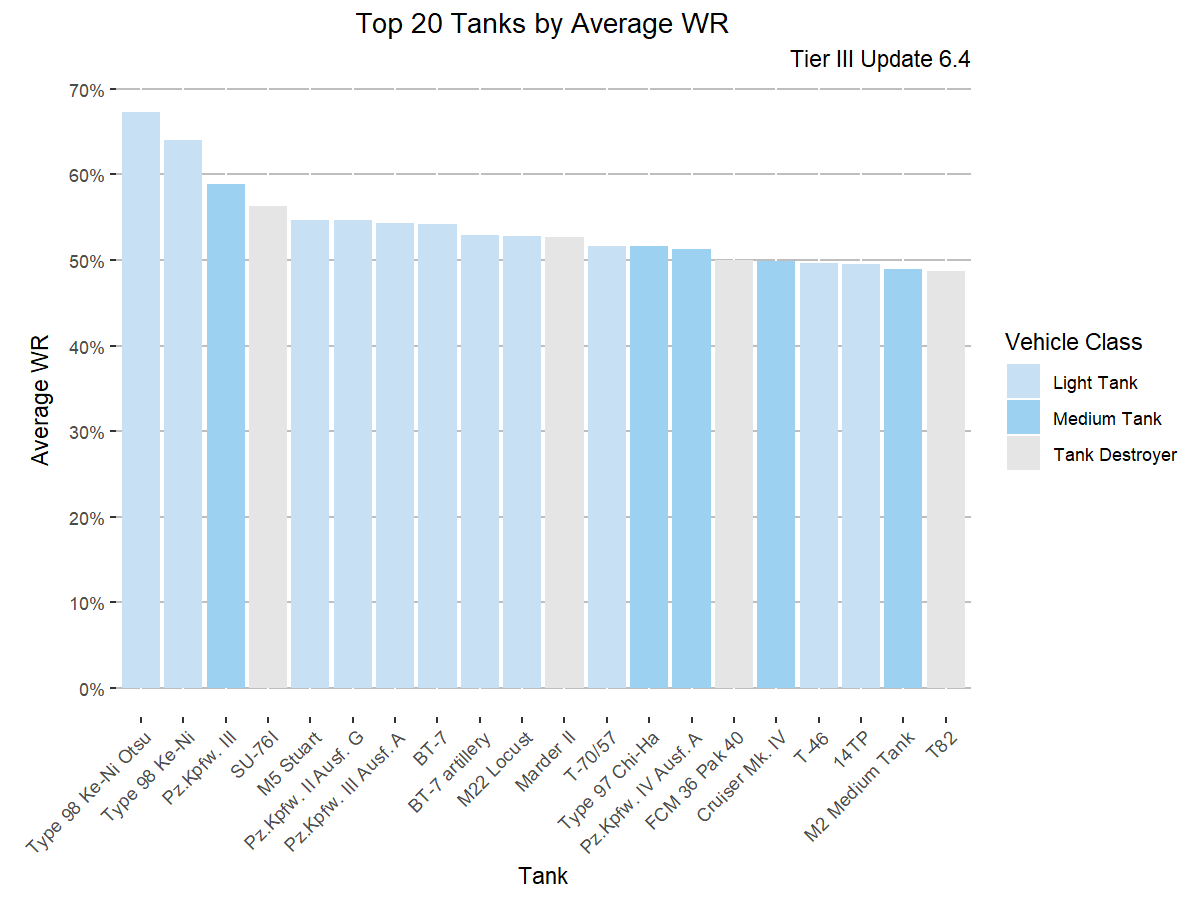 Top 20 Tanks by Average WR
Tier III Update 6.4
70%
60%
50%
40%
30%
20%
10%
0%
Average WR
Type 98 Ke-Ni Otsu
Type 98 Ke-Ni
Pz.Kpfw. III
SU-76I
M5 Stuart
Pz.Kpfw. II Ausf. G
Pz.Kpfw. III Ausf. A
BT-7
BT-7 artillery
M22 Locust
Marder II
T-70/57
Type 97 Chi-Ha
Pz.Kpfw. IV Ausf. A
FCM 36 Pak 40
Cruiser Mk. IV
T-46
14TP
M2 Medium Tank
T82
Tank
Vehicle Class
Light Tank
Medium Tank
Tank Destroyer